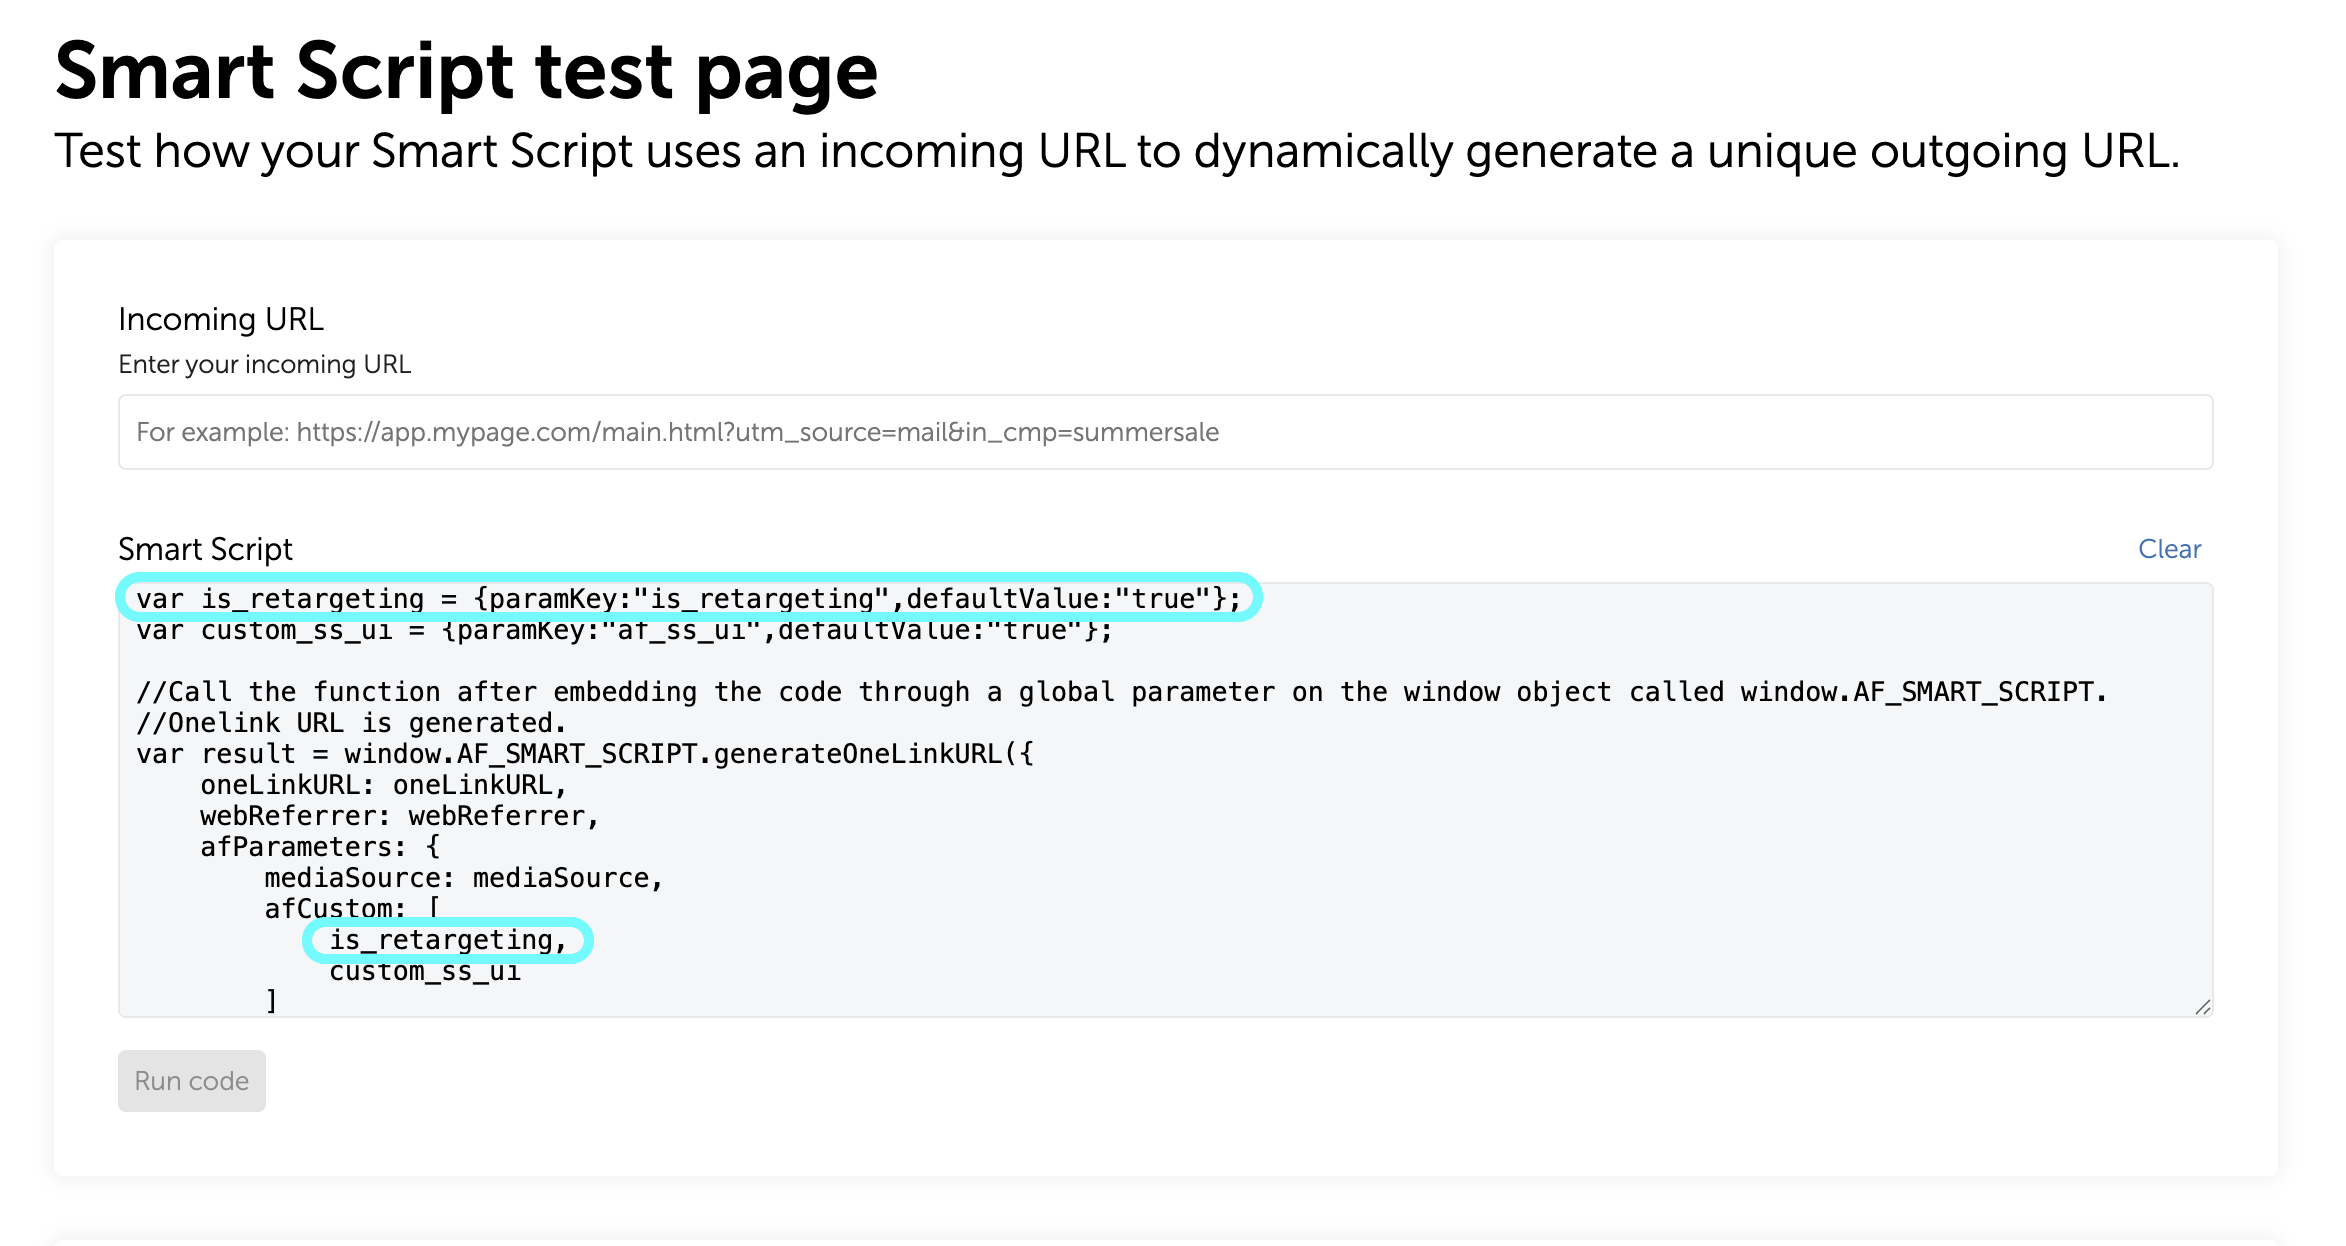 Smart Script test page
Test how your Smart Script uses an incoming URL to dynamically generate a unique outgoing URL.
Incoming URL
Enter your incoming URL
For example: https://app.mypage.com/main.html?utm_source=mail&in_cmp=summersale
Smart Script
Clear
var is_retargeting = {paramKey:"is_retargeting",defaultValue:"true"};
var custom_ss_ui = {paramKey:"af_ss_ui",defaultValue:"true"};
//Call the function after embedding the code through a global parameter on the window object called window.AF_SMART_SCRIPT.
//Onelink URL is generated.
var result = window.AF_SMART_SCRIPT.generateOneLinkURL({
    oneLinkURL: oneLinkURL,
    webReferrer: webReferrer,
    afParameters: {
        mediaSource: mediaSource,
        afCustom: [
            is_retargeting,
            custom_ss_ui
        ]
Run code